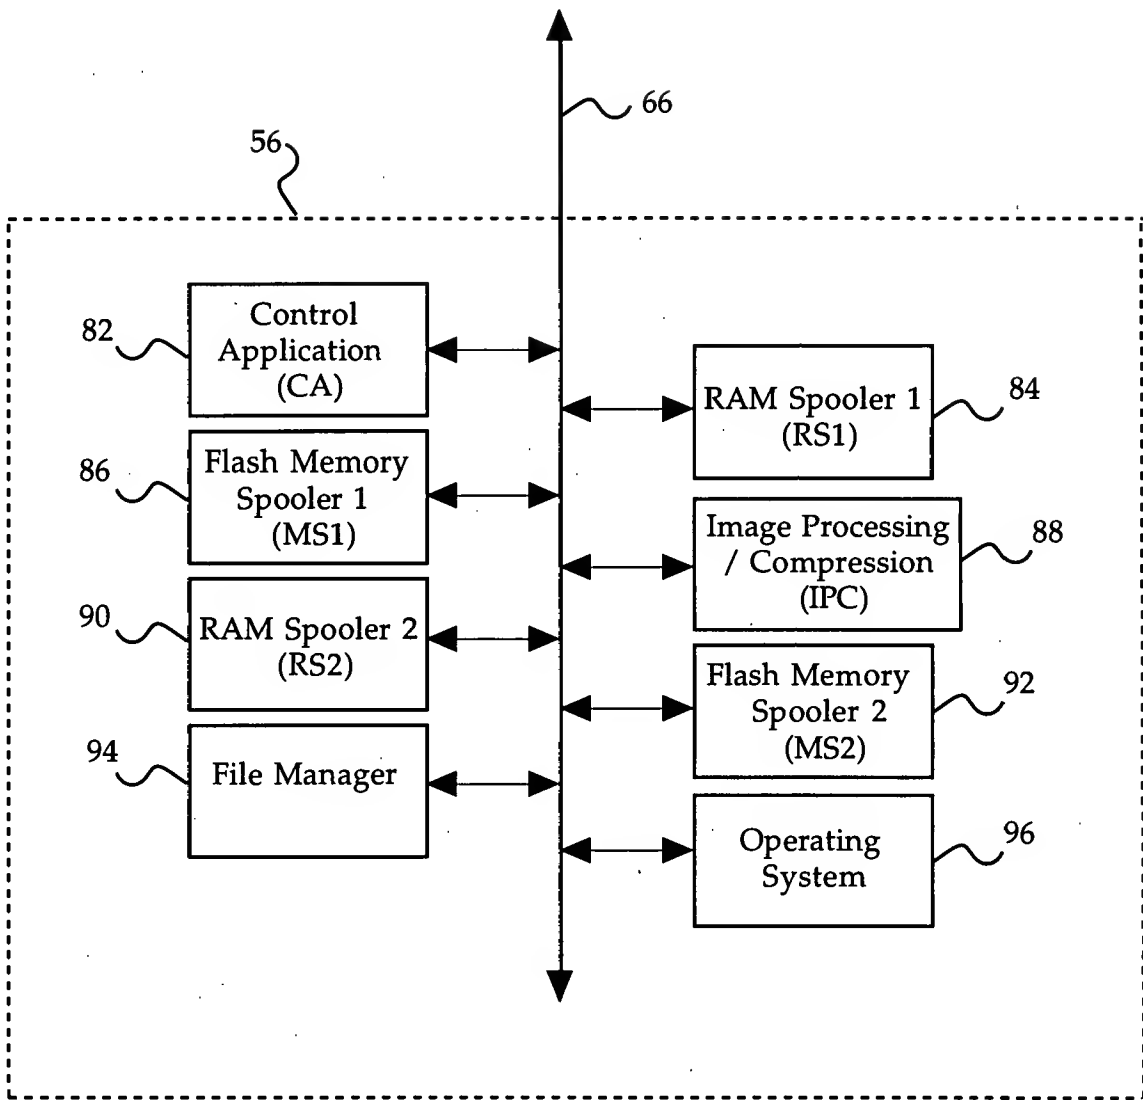 66
56
82
Control
Application
(CA)
RAM Spooler 1
(RS1)
84
86
Flash Memory
Spooler 1
(MS1)
Image Processing
/ Compression
(IPC)
88
90
RAM Spooler 2
(RS2)
Flash Memory
Spooler 2
(MS2)
92
94
File Manager
Operating
System
96